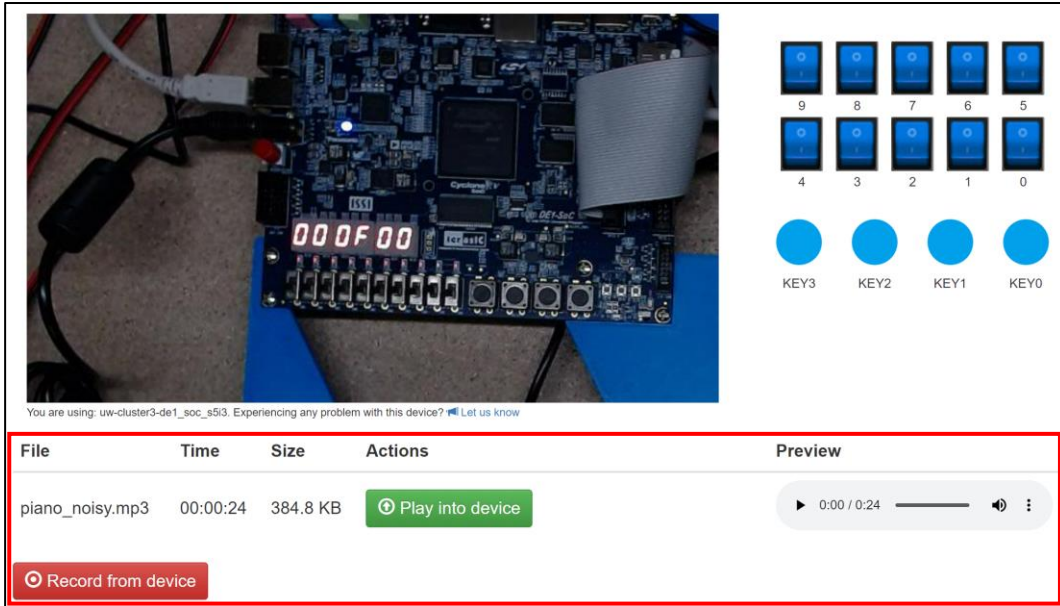 ISSI
Cyclone V
DE1-SoC
000F00
terasIC
9 8 7 6 5
4 3 2 1 0
KEY3 KEY2 KEY1 KEY0
You are using: uw-cluster3-de1_soc_s5i3. Experiencing any problem with this device? Let us know
File Time Size Actions Preview
piano_noisy.mp3 00:00:24 384.8 KB Play into device 0:00 / 0:24
Record from device